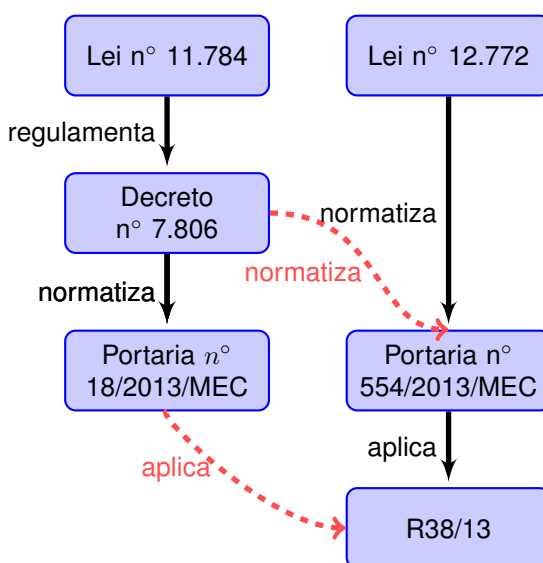 Lei n° 11.784
Lei n° 12.772
regulamenta
Decreto
n° 7.806
normatiza
normatiza
normatiza
Portaria n°
18/2013/MEC
Portaria n°
554/2013/MEC
aplica
aplica
R38/13